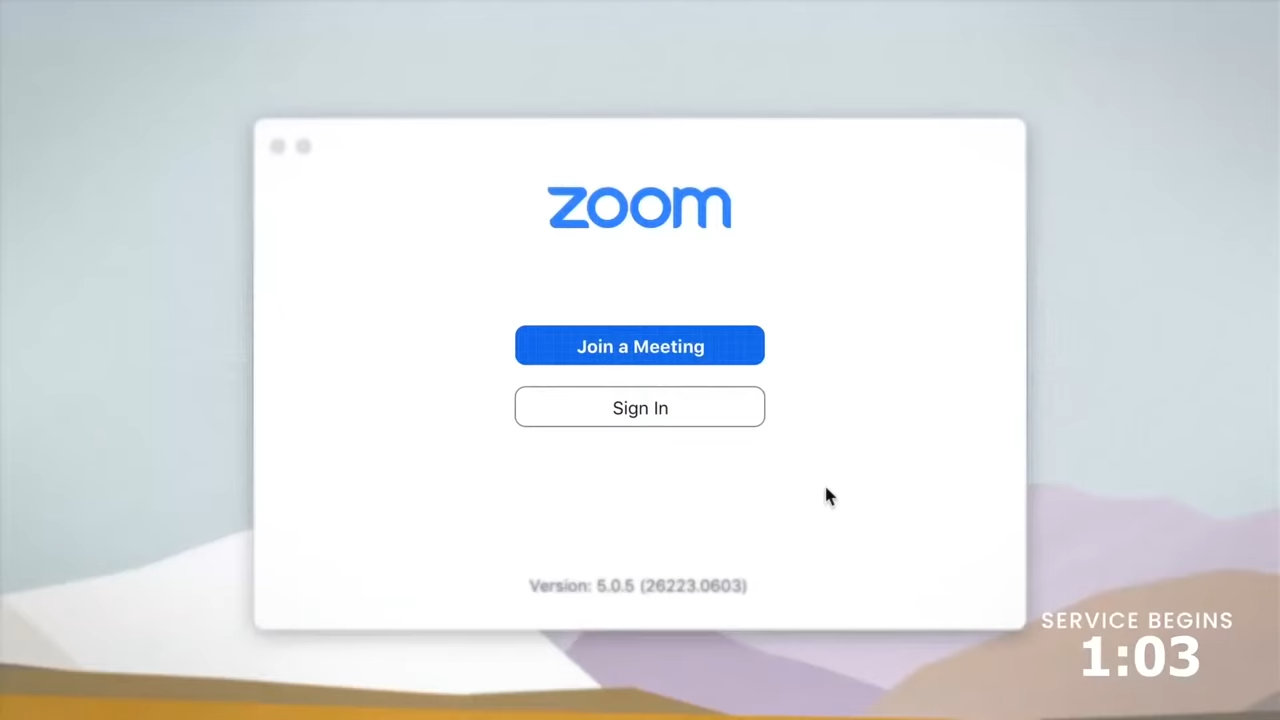 zoom
Join a Meeting
Sign In
Version: 5.0.5 (26223.0603)
SERVICE BEGINS
1:03